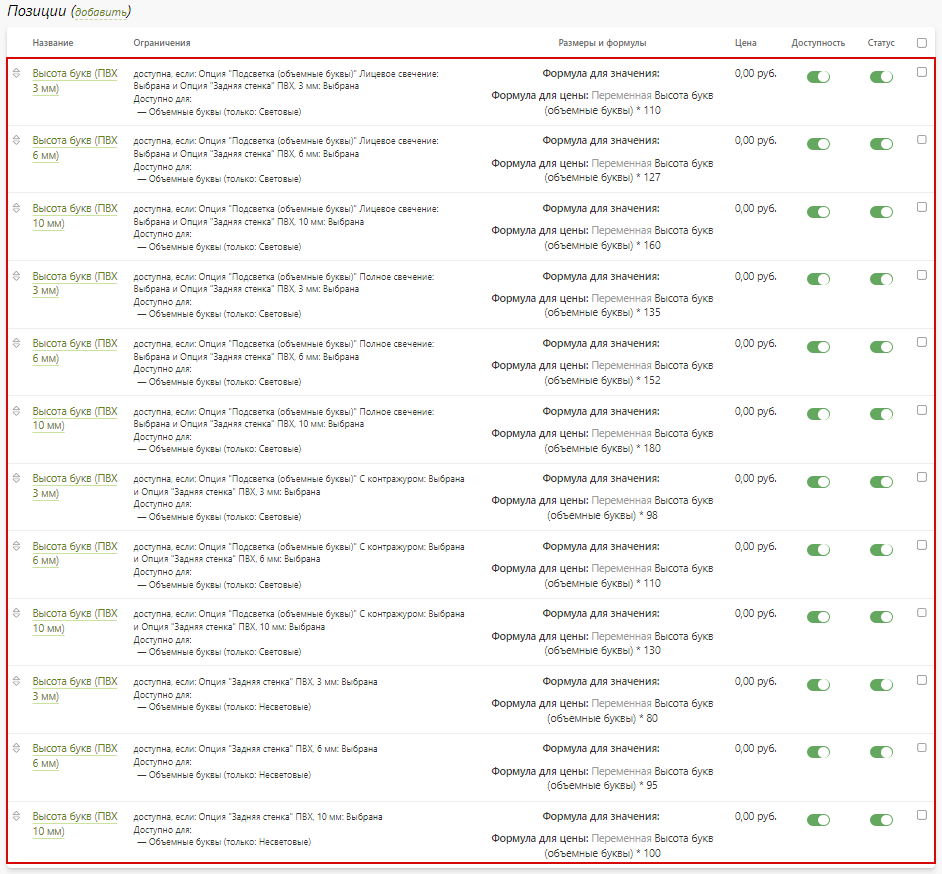 Позиции (добавить)
Название Ограничения Размеры и формулы Цена Доступность Статус
Высота букв (ПВХ 3 мм)
доступна, если: Опция "Подсветка (объемные буквы)" Лицевое свечение:
Выбрана и Опция "Задняя стенка" ПВХ, 3 мм: Выбрана
Доступно для:
— Объемные буквы (только: Световые)
Формула для значения:
Формула для цены: Переменная Высота букв
(объемные буквы) * 110
0,00 руб.
Высота букв (ПВХ 6 мм)
доступна, если: Опция "Подсветка (объемные буквы)" Лицевое свечение:
Выбрана и Опция "Задняя стенка" ПВХ, 6 мм: Выбрана
Доступно для:
— Объемные буквы (только: Световые)
Формула для значения:
Формула для цены: Переменная Высота букв
(объемные буквы) * 127
0,00 руб.
Высота букв (ПВХ 10 мм)
доступна, если: Опция "Подсветка (объемные буквы)" Лицевое свечение:
Выбрана и Опция "Задняя стенка" ПВХ, 10 мм: Выбрана
Доступно для:
— Объемные буквы (только: Световые)
Формула для значения:
Формула для цены: Переменная Высота букв
(объемные буквы) * 160
0,00 руб.
Высота букв (ПВХ 3 мм)
доступна, если: Опция "Подсветка (объемные буквы)" Полное свечение:
Выбрана и Опция "Задняя стенка" ПВХ, 3 мм: Выбрана
Доступно для:
— Объемные буквы (только: Световые)
Формула для значения:
Формула для цены: Переменная Высота букв
(объемные буквы) * 135
0,00 руб.
Высота букв (ПВХ 6 мм)
доступна, если: Опция "Подсветка (объемные буквы)" Полное свечение:
Выбрана и Опция "Задняя стенка" ПВХ, 6 мм: Выбрана
Доступно для:
— Объемные буквы (только: Световые)
Формула для значения:
Формула для цены: Переменная Высота букв
(объемные буквы) * 152
0,00 руб.
Высота букв (ПВХ 10 мм)
доступна, если: Опция "Подсветка (объемные буквы)" Полное свечение:
Выбрана и Опция "Задняя стенка" ПВХ, 10 мм: Выбрана
Доступно для:
— Объемные буквы (только: Световые)
Формула для значения:
Формула для цены: Переменная Высота букв
(объемные буквы) * 180
0,00 руб.
Высота букв (ПВХ 3 мм)
доступна, если: Опция "Подсветка (объемные буквы)" С контражуром: Выбрана
и Опция "Задняя стенка" ПВХ, 3 мм: Выбрана
Доступно для:
— Объемные буквы (только: Световые)
Формула для значения:
Формула для цены: Переменная Высота букв
(объемные буквы) * 98
0,00 руб.
Высота букв (ПВХ 6 мм)
доступна, если: Опция "Подсветка (объемные буквы)" С контражуром: Выбрана
и Опция "Задняя стенка" ПВХ, 6 мм: Выбрана
Доступно для:
— Объемные буквы (только: Световые)
Формула для значения:
Формула для цены: Переменная Высота букв
(объемные буквы) * 110
0,00 руб.
Высота букв (ПВХ 10 мм)
доступна, если: Опция "Подсветка (объемные буквы)" С контражуром: Выбрана
и Опция "Задняя стенка" ПВХ, 10 мм: Выбрана
Доступно для:
— Объемные буквы (только: Световые)
Формула для значения:
Формула для цены: Переменная Высота букв
(объемные буквы) * 130
0,00 руб.
Высота букв (ПВХ 3 мм)
доступна, если: Опция "Задняя стенка" ПВХ, 3 мм: Выбрана
Доступно для:
— Объемные буквы (только: Несветовые)
Формула для значения:
Формула для цены: Переменная Высота букв
(объемные буквы) * 80
0,00 руб.
Высота букв (ПВХ 6 мм)
доступна, если: Опция "Задняя стенка" ПВХ, 6 мм: Выбрана
Доступно для:
— Объемные буквы (только: Несветовые)
Формула для значения:
Формула для цены: Переменная Высота букв
(объемные буквы) * 95
0,00 руб.
Высота букв (ПВХ 10 мм)
доступна, если: Опция "Задняя стенка" ПВХ, 10 мм: Выбрана
Доступно для:
— Объемные буквы (только: Несветовые)
Формула для значения:
Формула для цены: Переменная Высота букв
(объемные буквы) * 100
0,00 руб.